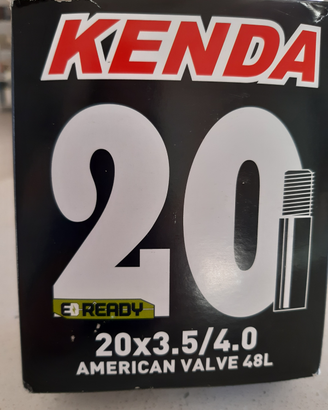 KENDA
20
READY
20x3.5/4.0
AMERICAN VALVE 48L